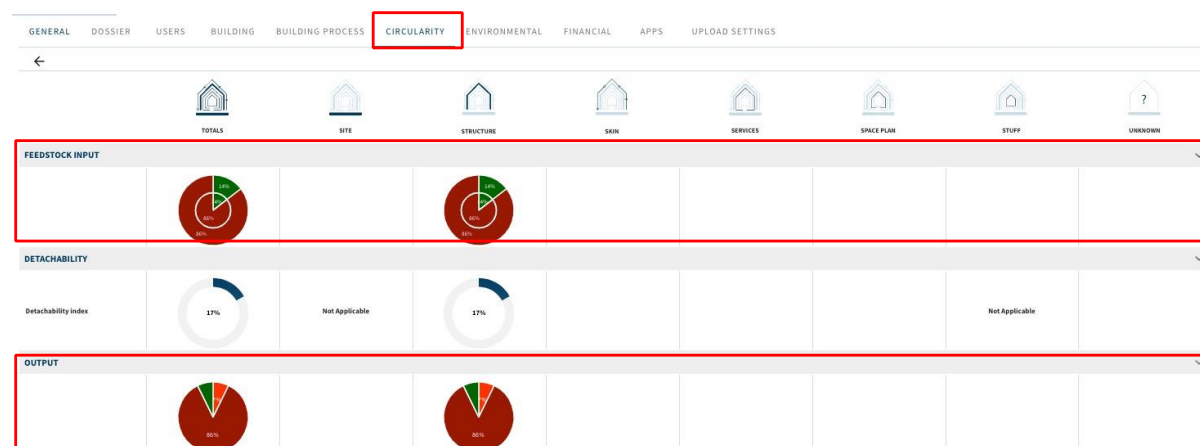 GENERAL DOSSIER USERS BUILDING BUILDING PROCESS CIRCULARITY ENVIRONMENTAL FINANCIAL APPS UPLOAD SETTINGS
?
TOTALS SITE STRUCTURE SKIN SERVICES SPACE PLAN STUFF UNKNOWN
FEEDSTOCK INPUT
14% 14%
86% 86%
86% 86%
DETACHABILITY
Detachability index 17% Not Applicable 17% Not Applicable
OUTPUT
7% 7%
86% 86%